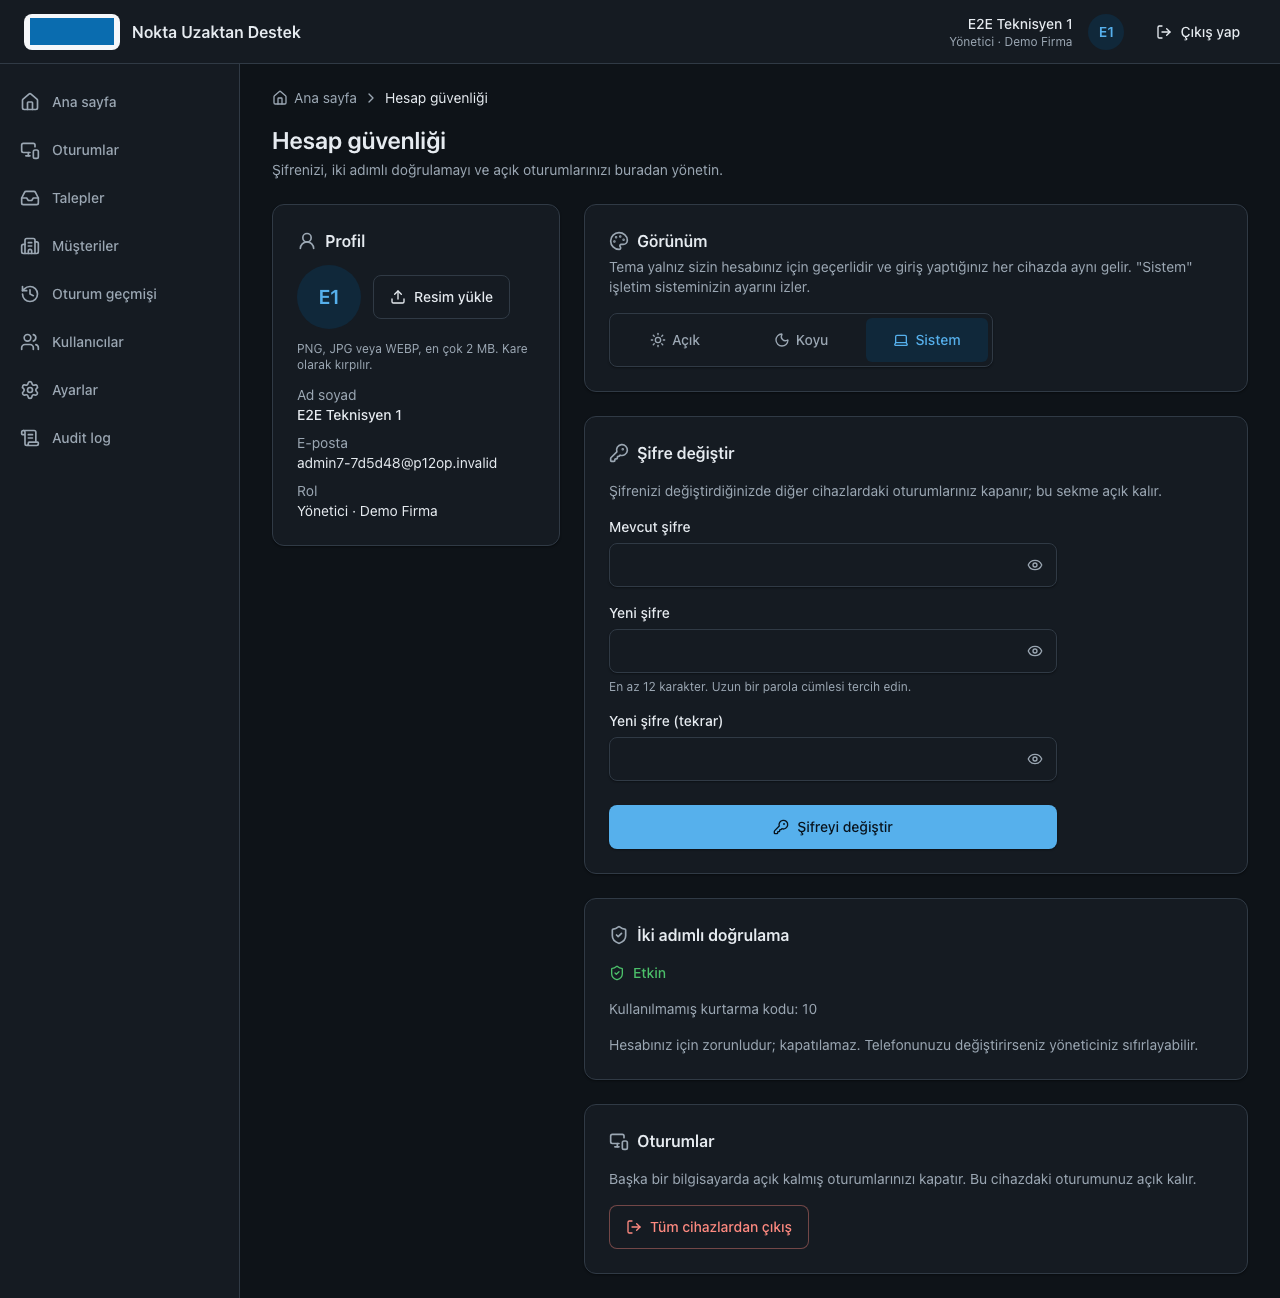 Nokta Uzaktan Destek
E2E Teknisyen 1
Yönetici · Demo Firma
E1
Çıkış yap
Ana sayfa
Oturumlar
Talepler
Müşteriler
Oturum geçmişi
Kullanıcılar
Ayarlar
Audit log
Ana sayfa > Hesap güvenliği
Hesap güvenliği
Şifrenizi, iki adımlı doğrulamayı ve açık oturumlarınızı buradan yönetin.
Profil
E1
Resim yükle
PNG, JPG veya WEBP, en çok 2 MB. Kare
olarak kırpılır.
Ad soyad
E2E Teknisyen 1
E-posta
admin7-7d5d48@p12op.invalid
Rol
Yönetici · Demo Firma
Görünüm
Tema yalnız sizin hesabınız için geçerlidir ve giriş yaptığınız her cihazda aynı gelir. "Sistem"
işletim sisteminizin ayarını izler.
Açık
Koyu
Sistem
Şifre değiştir
Şifrenizi değiştirdiğinizde diğer cihazlardaki oturumlarınız kapanır; bu sekme açık kalır.
Mevcut şifre
Yeni şifre
En az 12 karakter. Uzun bir parola cümlesi tercih edin.
Yeni şifre (tekrar)
Şifreyi değiştir
İki adımlı doğrulama
Etkin
Kullanılmamış kurtarma kodu: 10
Hesabınız için zorunludur; kapatılamaz. Telefonunuzu değiştirirseniz yöneticiniz sıfırlayabilir.
Oturumlar
Başka bir bilgisayarda açık kalmış oturumlarınızı kapatır. Bu cihazdaki oturumunuz açık kalır.
Tüm cihazlardan çıkış